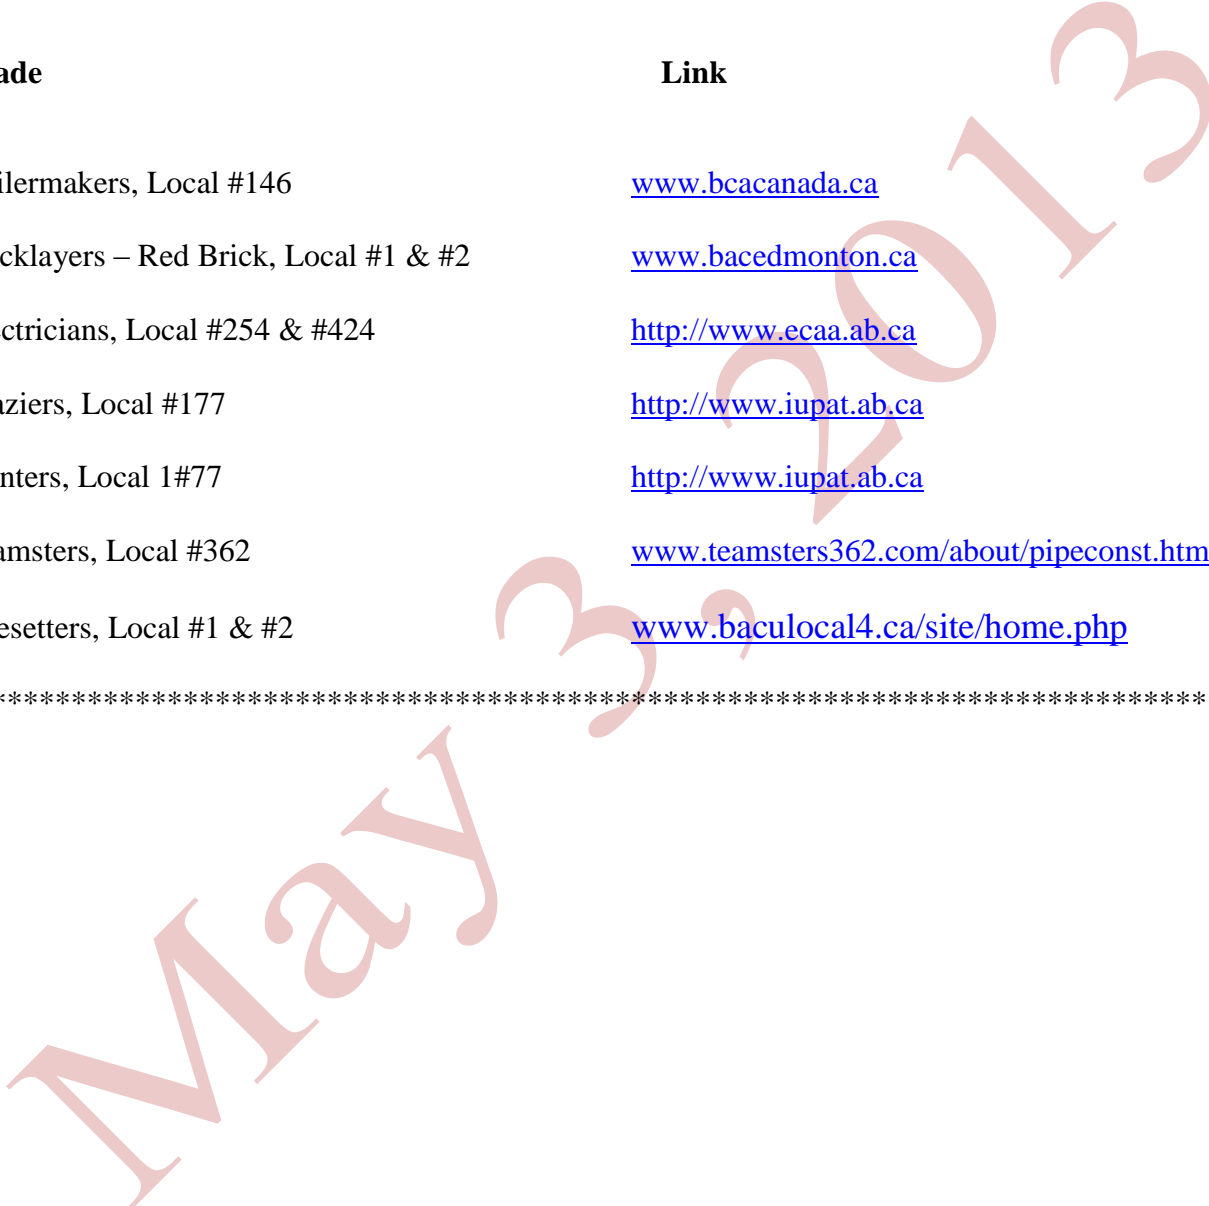 ade Link
ilermakers, Local #146 www.bcacanada.ca
cklayers – Red Brick, Local #1 & #2 www.bacedmonton.ca
ctricians, Local #254 & #424 http://www.ecaa.ab.ca
aziers, Local #177 http://www.iupat.ab.ca
nters, Local 1#77 http://www.iupat.ab.ca
amsters, Local #362 www.teamsters362.com/about/pipeconst.htm
esetters, Local #1 & #2 www.baculocal4.ca/site/home.php
*****************************************************************************
May 3, 2013